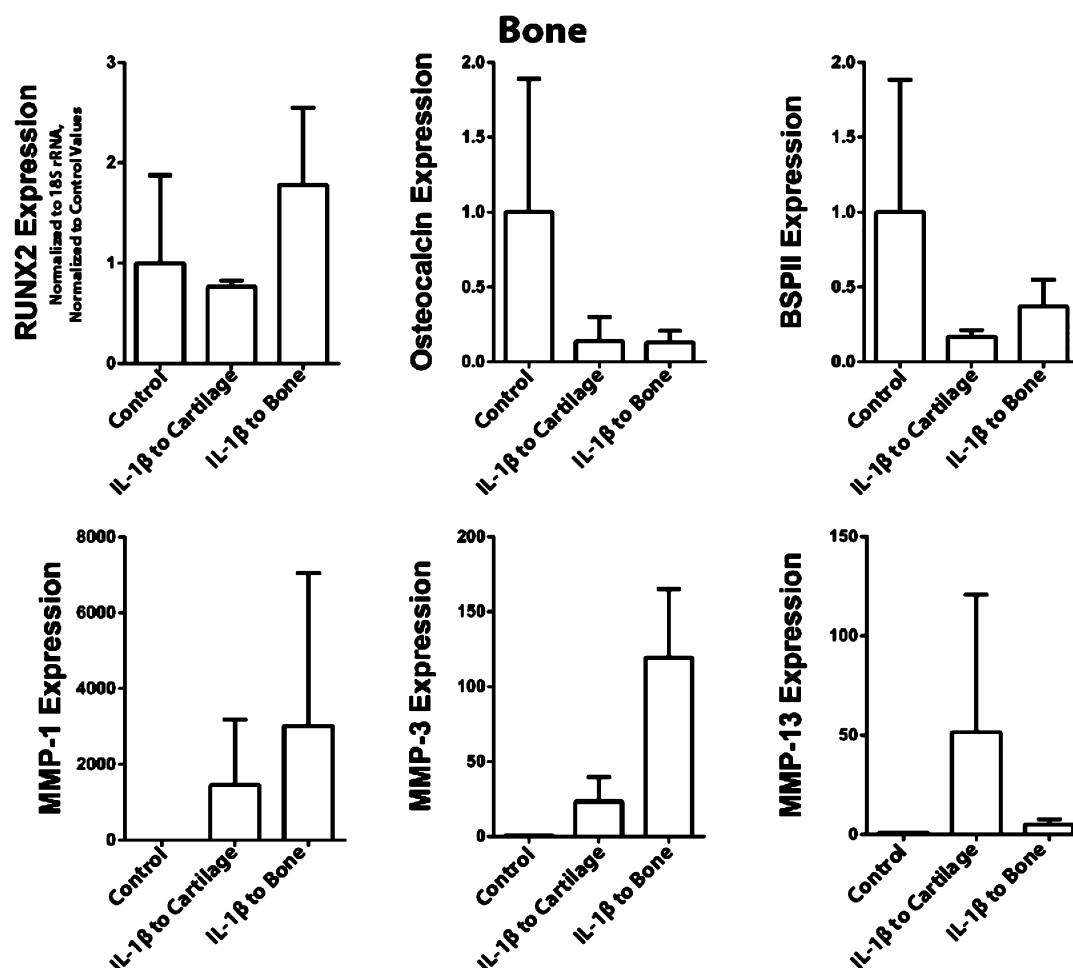 Bone
RUNX2 Expression
Normalized to 18S rRNA,
Normalized to Control Values
3
2
1
0
Control
IL-1β to Cartilage
IL-1β to Bone
Osteocalcin Expression
2.0
1.5
1.0
0.5
0.0
Control
IL-1β to Cartilage
IL-1β to Bone
BSPII Expression
2.0
1.5
1.0
0.5
0.0
Control
IL-1β to Cartilage
IL-1β to Bone
MMP-1 Expression
8000
6000
4000
2000
0
Control
IL-1β to Cartilage
IL-1β to Bone
MMP-3 Expression
200
150
100
50
0
Control
IL-1β to Cartilage
IL-1β to Bone
MMP-13 Expression
150
100
50
0
Control
IL-1β to Cartilage
IL-1β to Bone